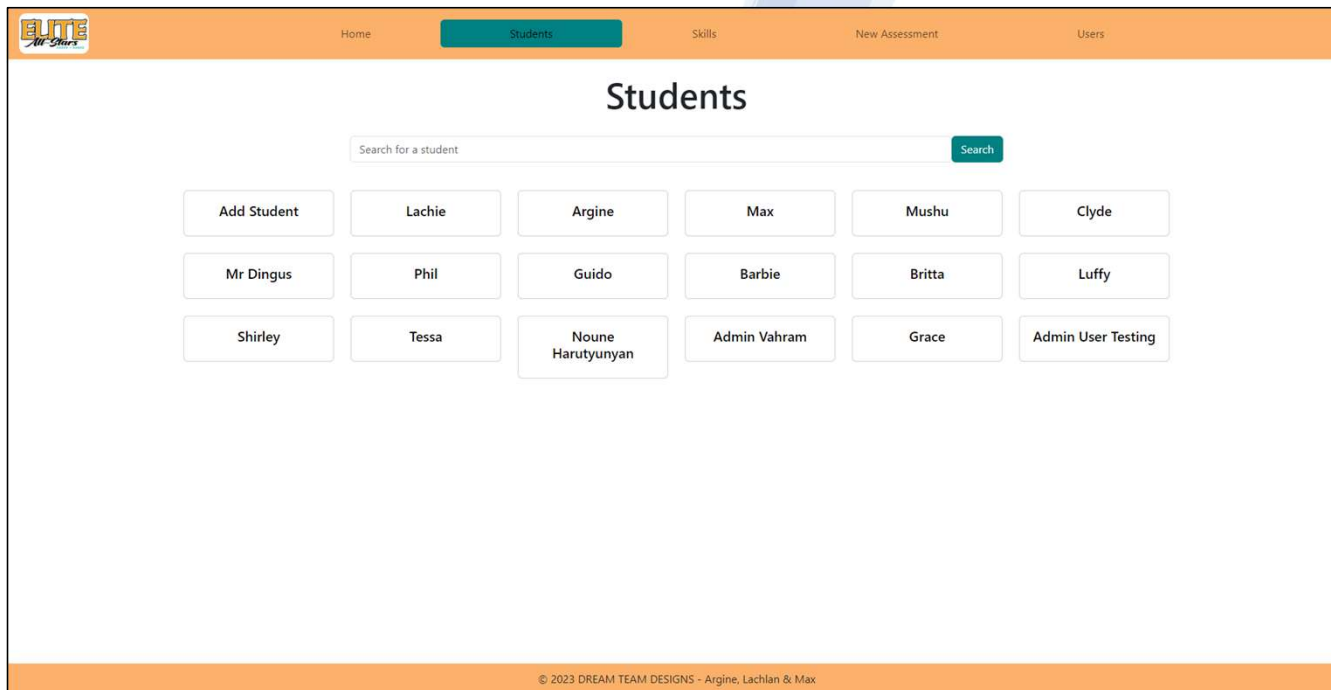 ELITE
All-Stars
Home
Students
Skills
New Assessment
Users
Students
Search for a student
Search
Add Student
Lachie
Argine
Max
Mushu
Clyde
Mr Dingus
Phil
Guido
Barbie
Britta
Luffy
Shirley
Tessa
Noune
Harutyunyan
Admin Vahram
Grace
Admin User Testing
© 2023 DREAM TEAM DESIGNS - Argine, Lachlan & Max